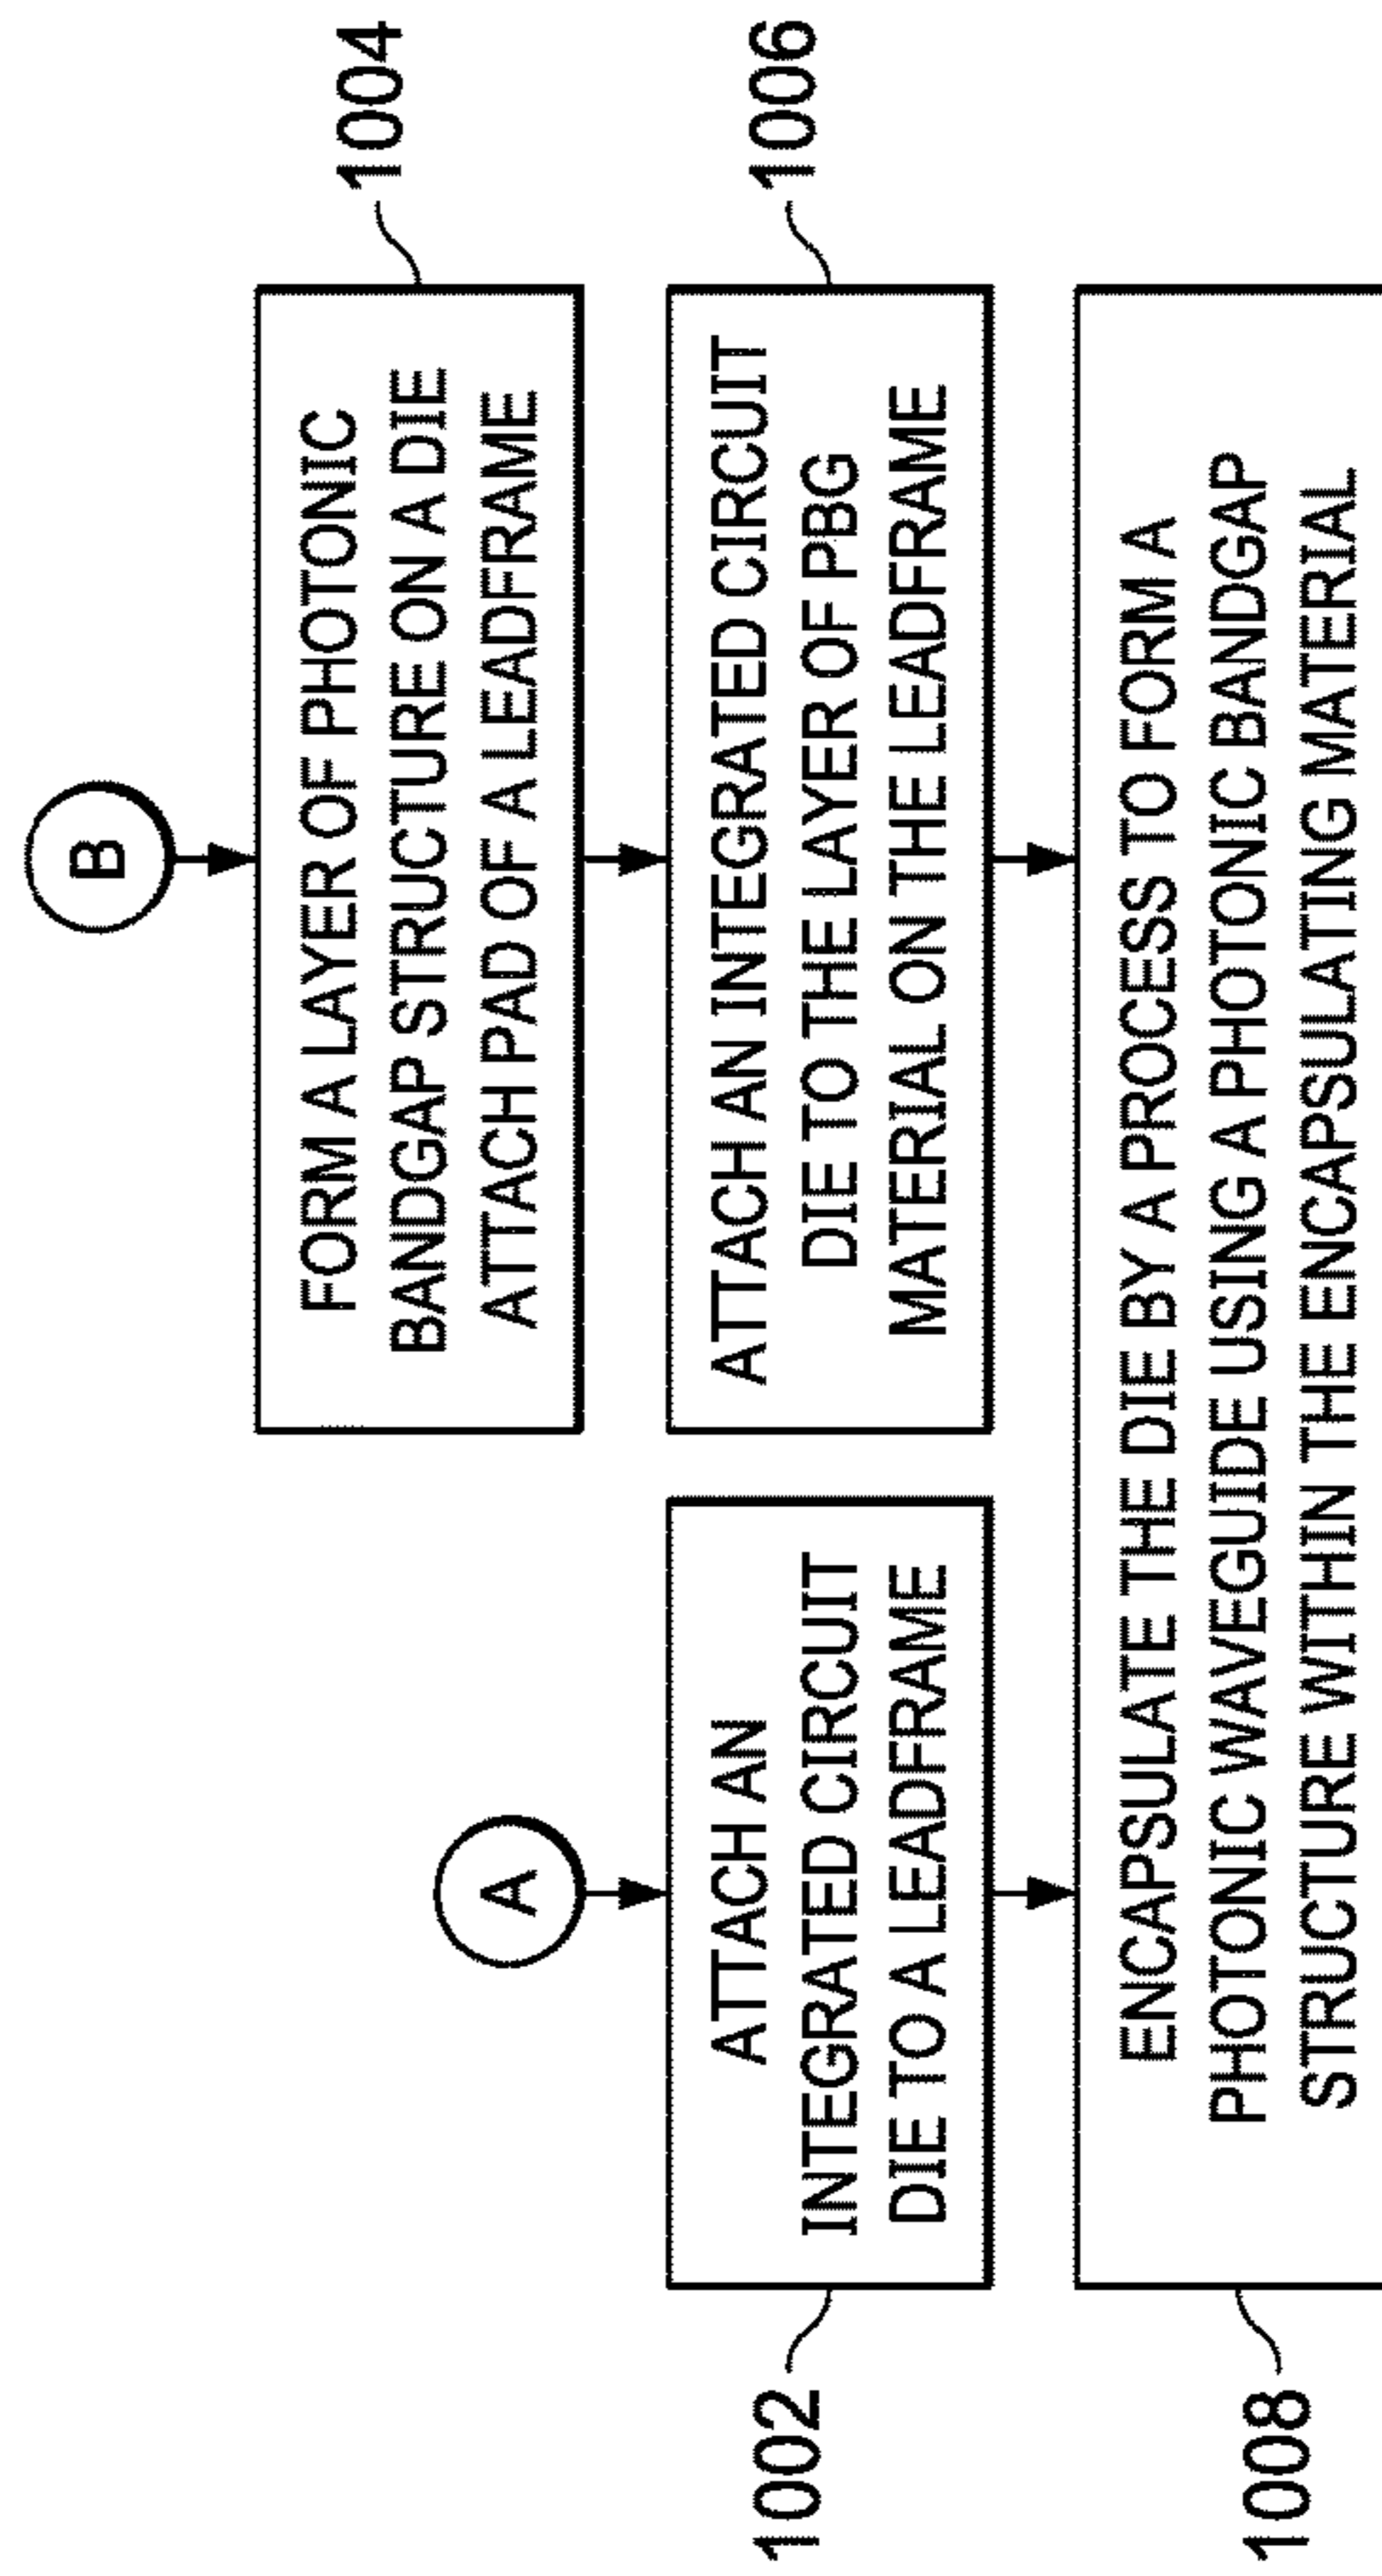 B
FORM A LAYER OF PHOTONIC
BANDGAP STRUCTURE ON A DIE
ATTACH PAD OF A LEADFRAME
1004
A
ATTACH AN
INTEGRATED CIRCUIT
DIE TO A LEADFRAME
1002
ATTACH AN INTEGRATED CIRCUIT
DIE TO THE LAYER OF PBG
MATERIAL ON THE LEADFRAME
1006
ENCAPSULATE THE DIE BY A PROCESS TO FORM A
PHOTONIC WAVEGUIDE USING A PHOTONIC BANDGAP
STRUCTURE WITHIN THE ENCAPSULATING MATERIAL
1008